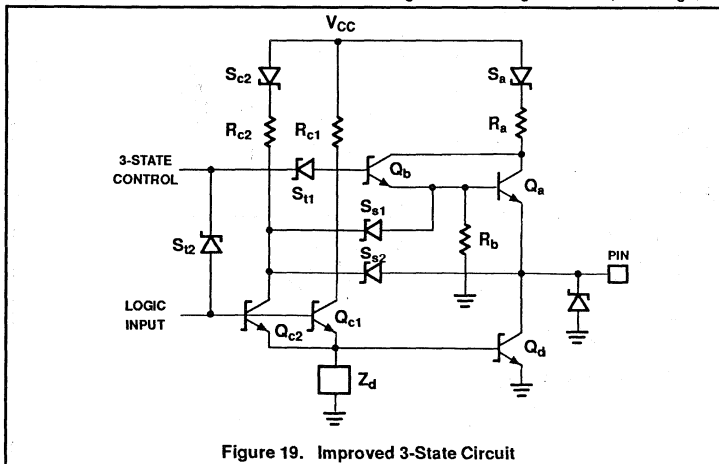 V_CC
S_c2
S_a
R_c2
R_c1
R_a
3-STATE
CONTROL
Q_b
Q_a
S_t1
S_s1
S_t2
R_b
S_s2
PIN
LOGIC
INPUT
Q_c2
Q_c1
Q_d
Z_d
Figure 19. Improved 3-State Circuit